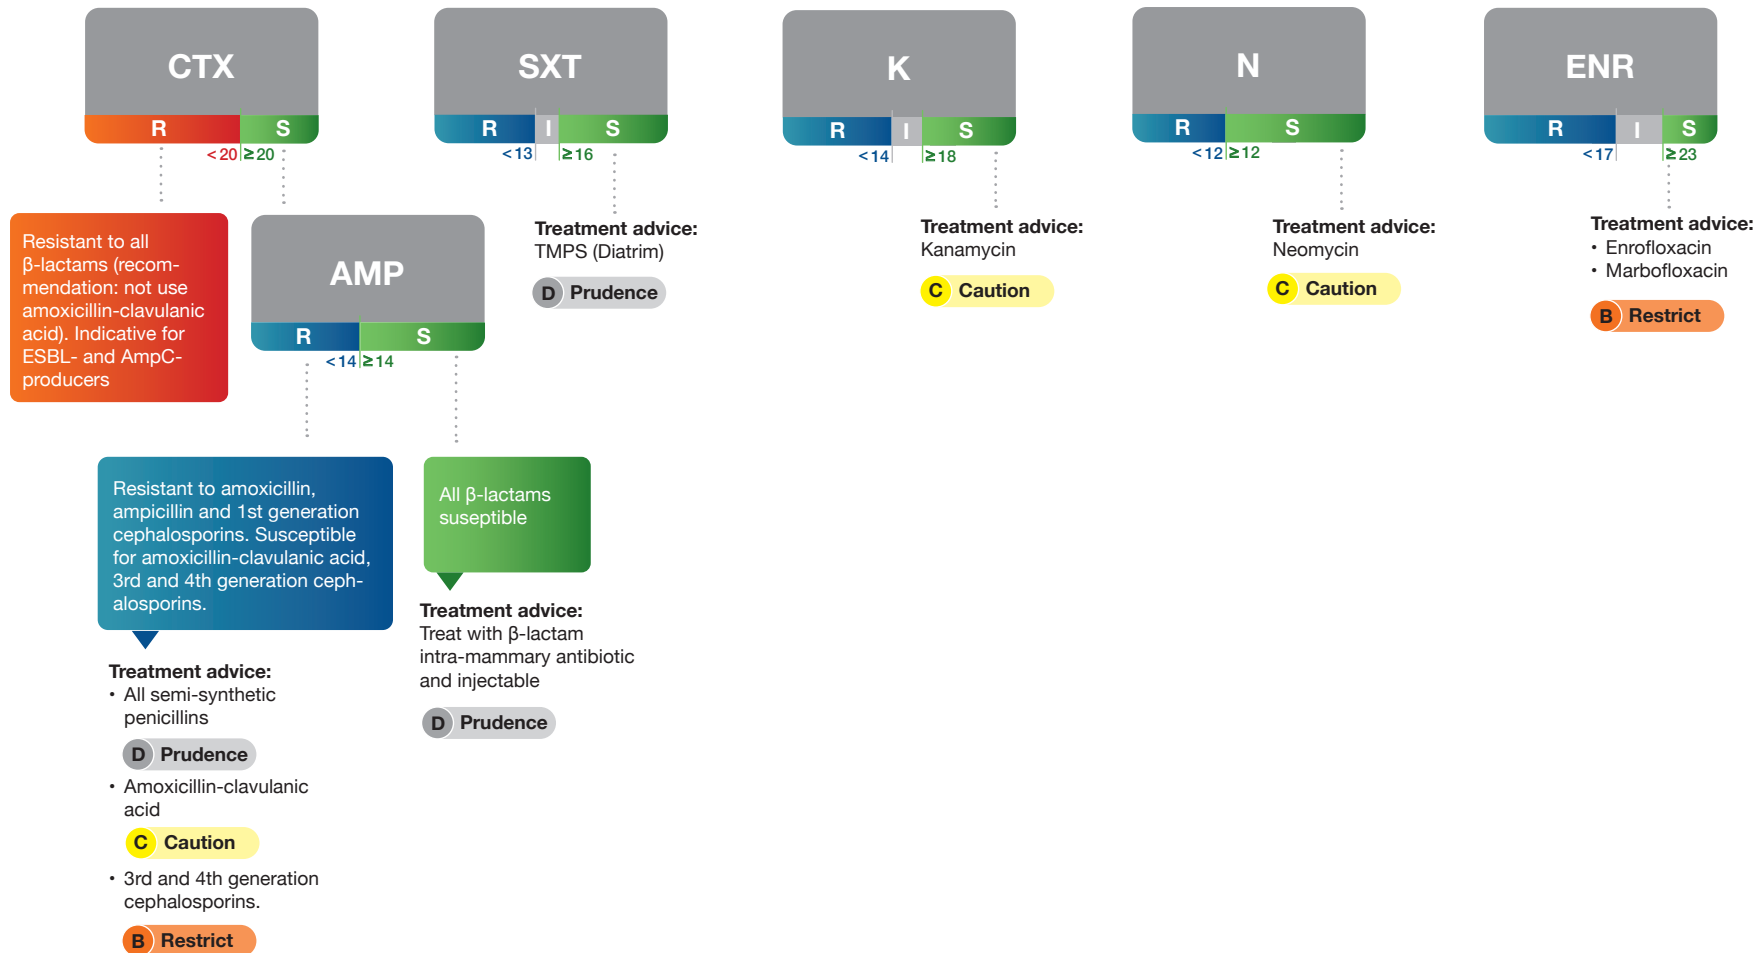 CTX
R
S
<20
≥20
SXT
R
I
S
<13
≥16
K
R
I
S
<14
≥18
N
R
S
<12
≥12
ENR
R
I
S
<17
≥23
Resistant to all
β-lactams (recom-
mendation: not use
amoxicillin-clavulanic
acid). Indicative for
ESBL- and AmpC-
producers
AMP
R
S
<14
≥14
Treatment advice:
TMPS (Diatrim)
D Prudence
Treatment advice:
Kanamycin
C Caution
Treatment advice:
Neomycin
C Caution
Treatment advice:
• Enrofloxacin
• Marbofloxacin
B Restrict
Resistant to amoxicillin,
ampicillin and 1st generation
cephalosporins. Susceptible
for amoxicillin-clavulanic acid,
3rd and 4th generation ceph-
alosporins.
Treatment advice:
• All semi-synthetic
penicillins
D Prudence
• Amoxicillin-clavulanic
acid
C Caution
• 3rd and 4th generation
cephalosporins.
B Restrict
All β-lactams
suseptible
Treatment advice:
Treat with β-lactam
intra-mammary antibiotic
and injectable
D Prudence